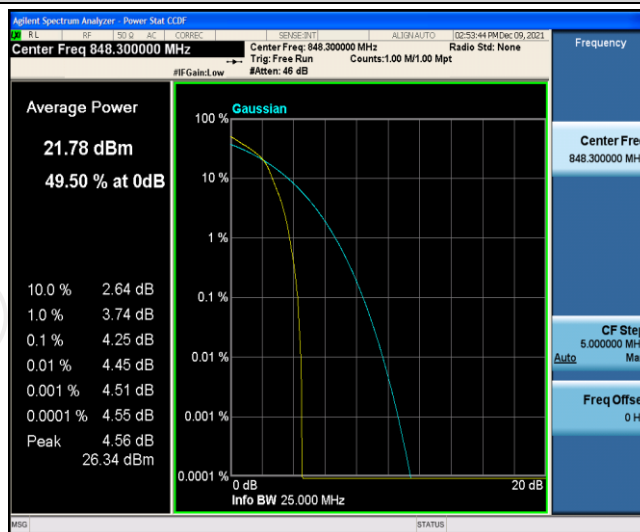 Agilent Spectrum Analyzer - Power Stat CCDF
RL RF 50 Ω AC CORREC SENSE:INT ALIGN AUTO 02:53:44 PM Dec 09, 2021
Center Freq 848.300000 MHz
Center Freq: 848.300000 MHz Radio Std: None
Trig: Free Run Counts:1.00 M/1.00 Mpt
#IFGain:Low #Atten: 46 dB
Frequency
Average Power
21.78 dBm
49.50 % at 0dB
10.0 % 2.64 dB
1.0 % 3.74 dB
0.1 % 4.25 dB
0.01 % 4.45 dB
0.001 % 4.51 dB
0.0001 % 4.55 dB
Peak 4.56 dB
26.34 dBm
Gaussian
100 %
10 %
1 %
0.1 %
0.01 %
0.001 %
0.0001 %
0 dB 20 dB
Info BW 25.000 MHz
Center Fre
848.300000 MH
CF Step
5.000000 MH
Auto Ma
Freq Offse
0 H
MSG STATUS